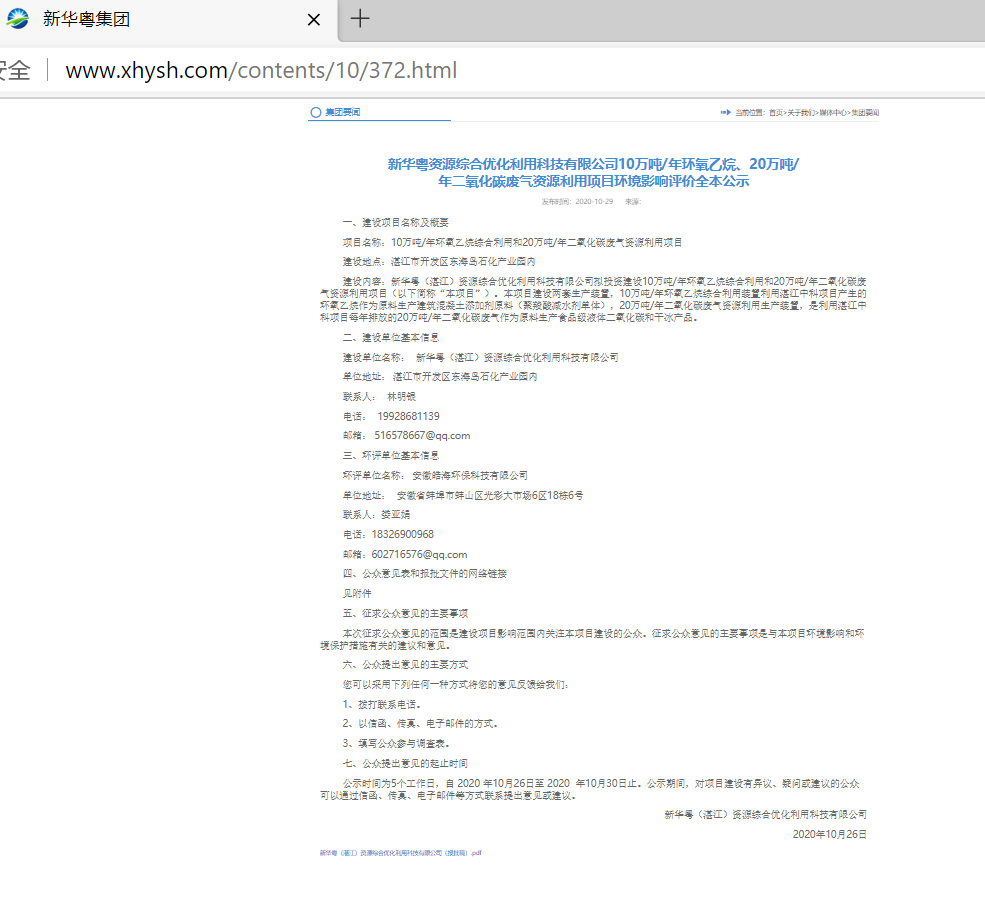 新华粤集团
安全
www.xhysh.com/contents/10/372.html
集团要闻
当前位置：首页>关于我们>媒体中心>集团要闻
新华粤资源综合优化利用科技有限公司10万吨/年环氧乙烷、20万吨/
年二氧化碳废气资源利用项目环境影响评价全本公示
发布时间：2020-10-29 来源：
一、建设项目名称及概要
项目名称：10万吨/年环氧乙烷综合利用和20万吨/年二氧化碳废气资源利用项目
建设地点：湛江市开发区东海岛石化产业园内
建设内容：新华粤（湛江）资源综合优化利用科技有限公司拟投资建设10万吨/年环氧乙烷综合利用和20万吨/年二氧化碳废
气资源利用项目（以下简称“本项目”）。本项目建设两套生产装置，10万吨/年环氧乙烷综合利用装置利用湛江中科项目产生的
环氧乙烷作为原料生产建筑混凝土添加剂原料（聚羧酸减水剂单体），20万吨/年二氧化碳废气资源利用生产装置，是利用湛江中
科项目每年排放的20万吨/年二氧化碳废气作为原料生产食品级液体二氧化碳和干冰产品。
二、建设单位基本信息
建设单位名称： 新华粤（湛江）资源综合优化利用科技有限公司
单位地址： 湛江市开发区东海岛石化产业园内
联系人： 林明银
电话： 19928681139
邮箱： 516578667@qq.com
三、环评单位基本信息
环评单位名称： 安徽皓海环保科技有限公司
单位地址： 安徽省蚌埠市蚌山区光彩大市场6区18栋6号
联系人：娄亚娟
电话：18326900968
邮箱：602716576@qq.com
四、公众意见表和报批文件的网络链接
见附件
五、征求公众意见的主要事项
本次征求公众意见的范围是建设项目影响范围内关注本项目建设的公众。征求公众意见的主要事项是与本项目环境影响和环
境保护措施有关的建议和意见。
六、公众提出意见的主要方式
您可以采用下列任何一种方式将您的意见反馈给我们：
1、拨打联系电话。
2、以信函、传真、电子邮件的方式。
3、填写公众参与调查表。
七、公众提出意见的起止时间
公示时间为5个工作日，自 2020 年10月26日至 2020 年10月30日止。公示期间，对项目建设有异议、疑问或建议的公众
可以通过信函、传真、电子邮件等方式联系提出意见或建议。
新华粤（湛江）资源综合优化利用科技有限公司
2020年10月26日
新华粤（湛江）资源综合优化利用科技有限公司（报批稿）.pdf